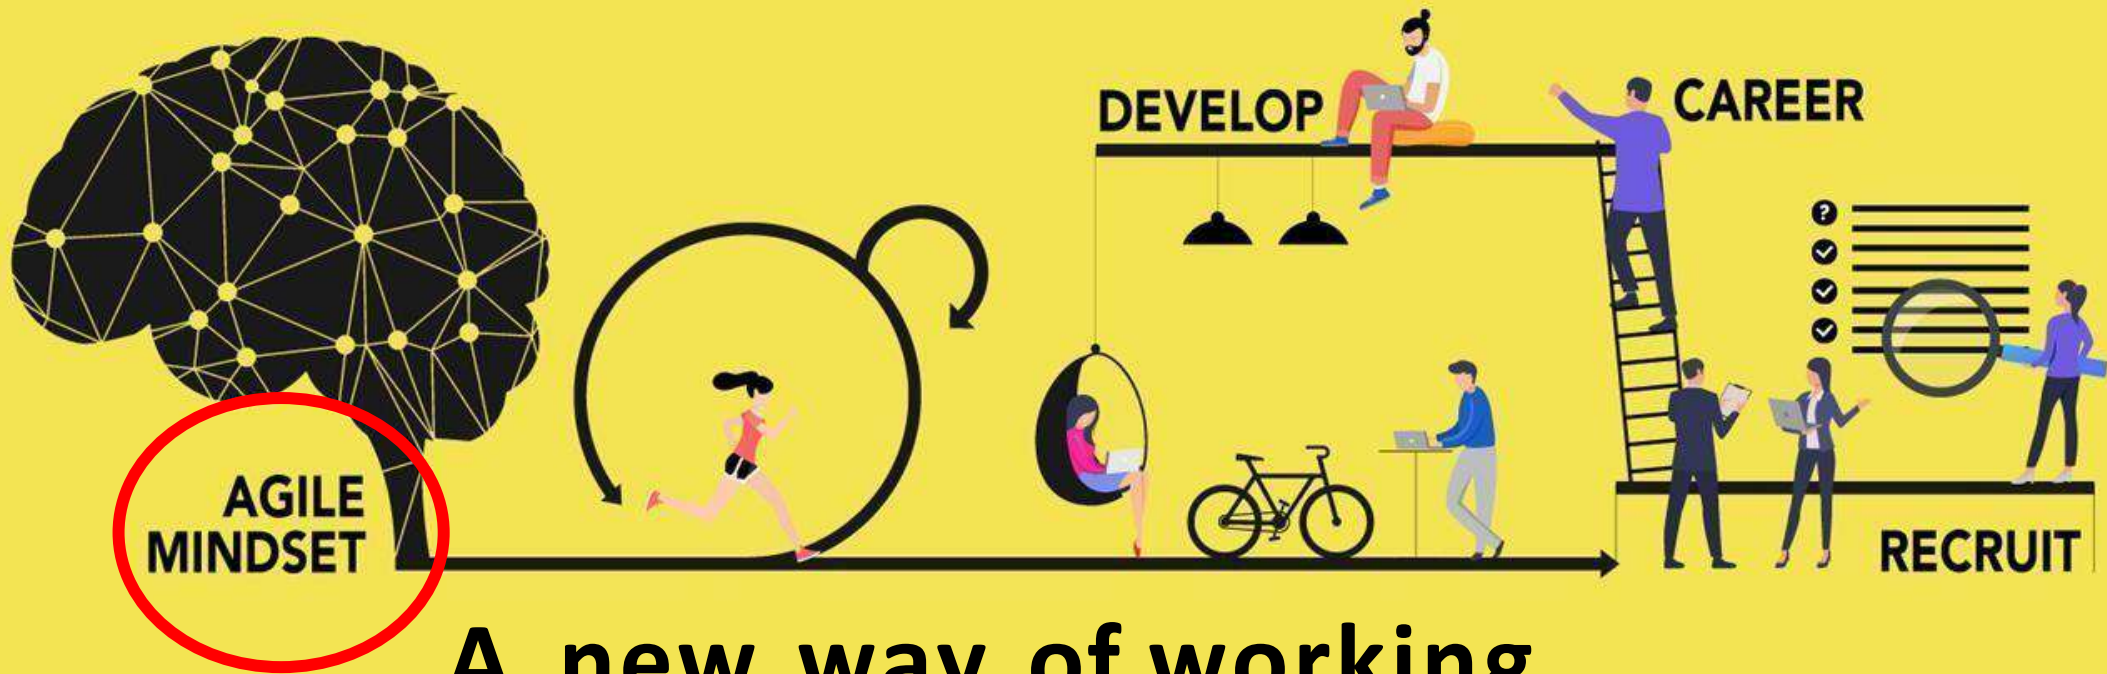 DEVELOP
CAREER
?
AGILE
MINDSET
RECRUIT
A new way of working